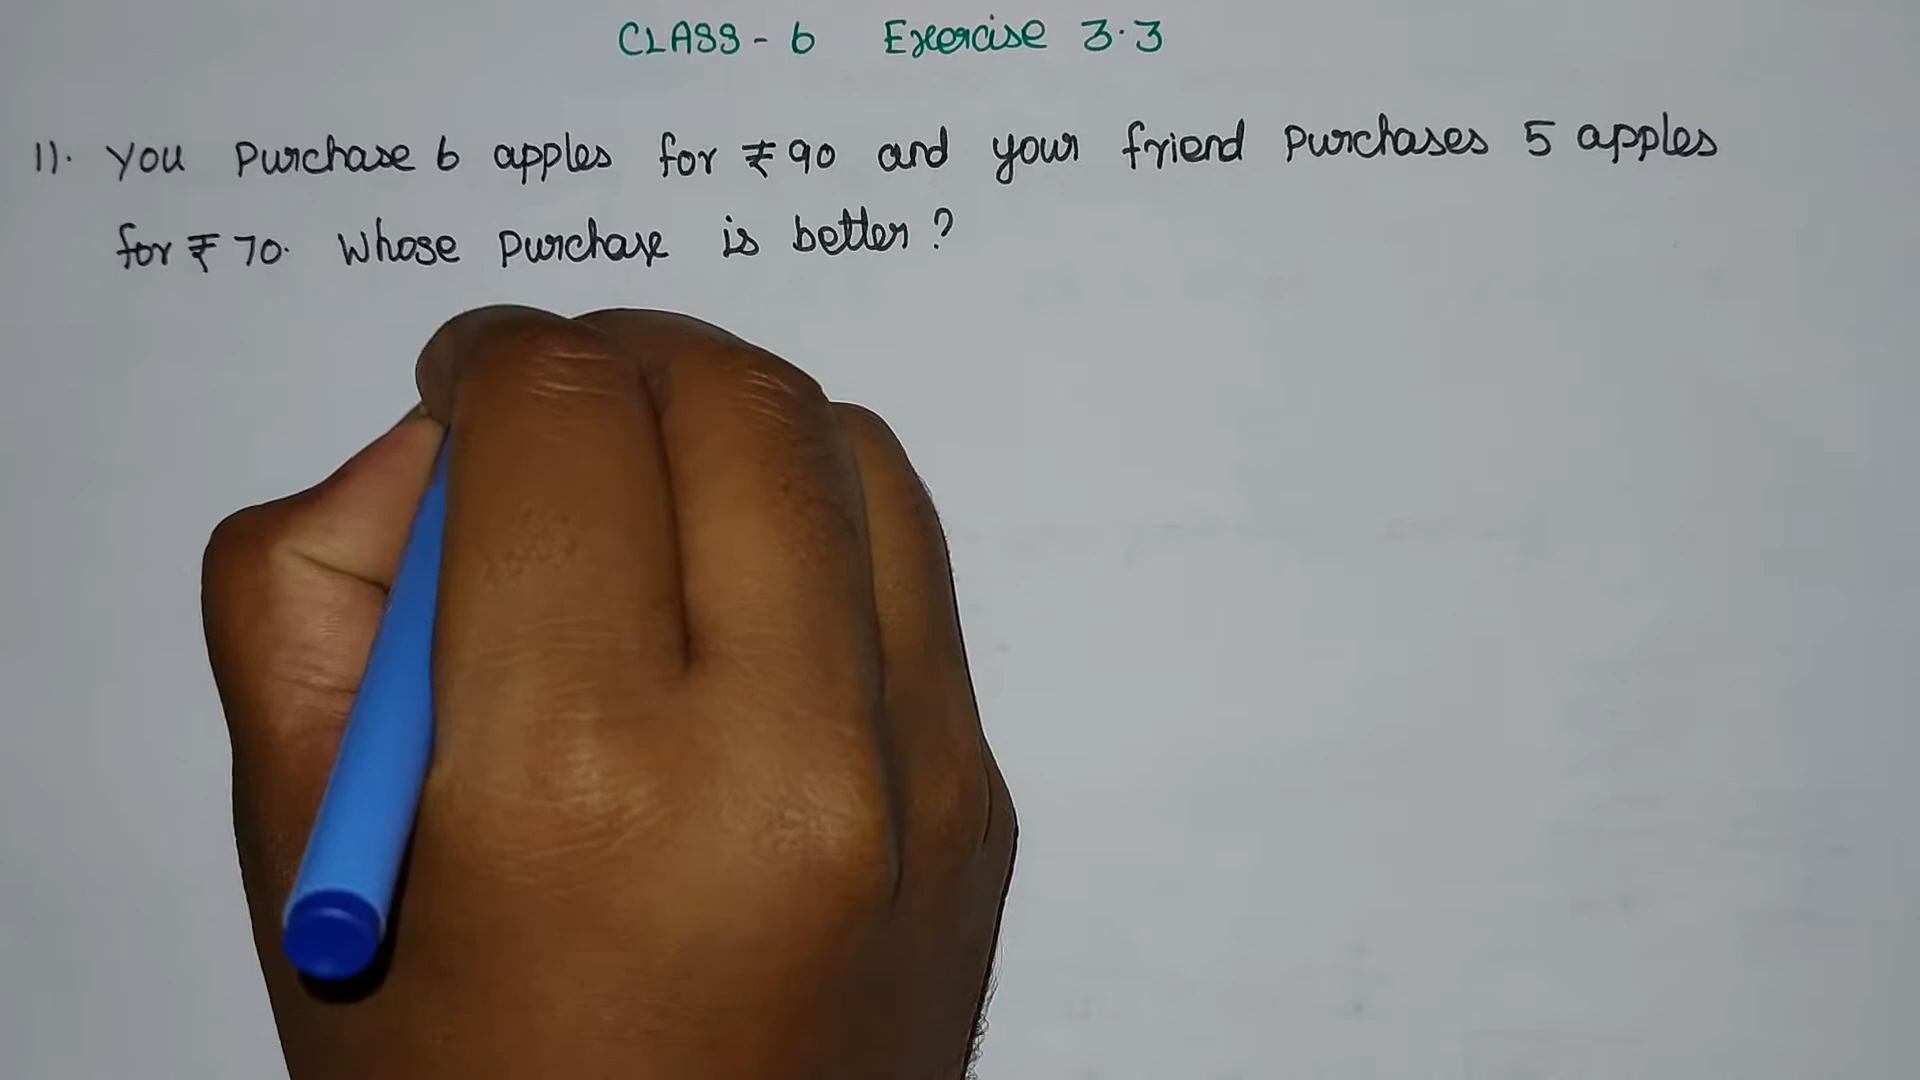 CLASS - 6 Exercise 3.3
11. You purchase 6 apples for ₹ 90 and your friend purchases 5 apples
for ₹ 70. Whose purchase is better?